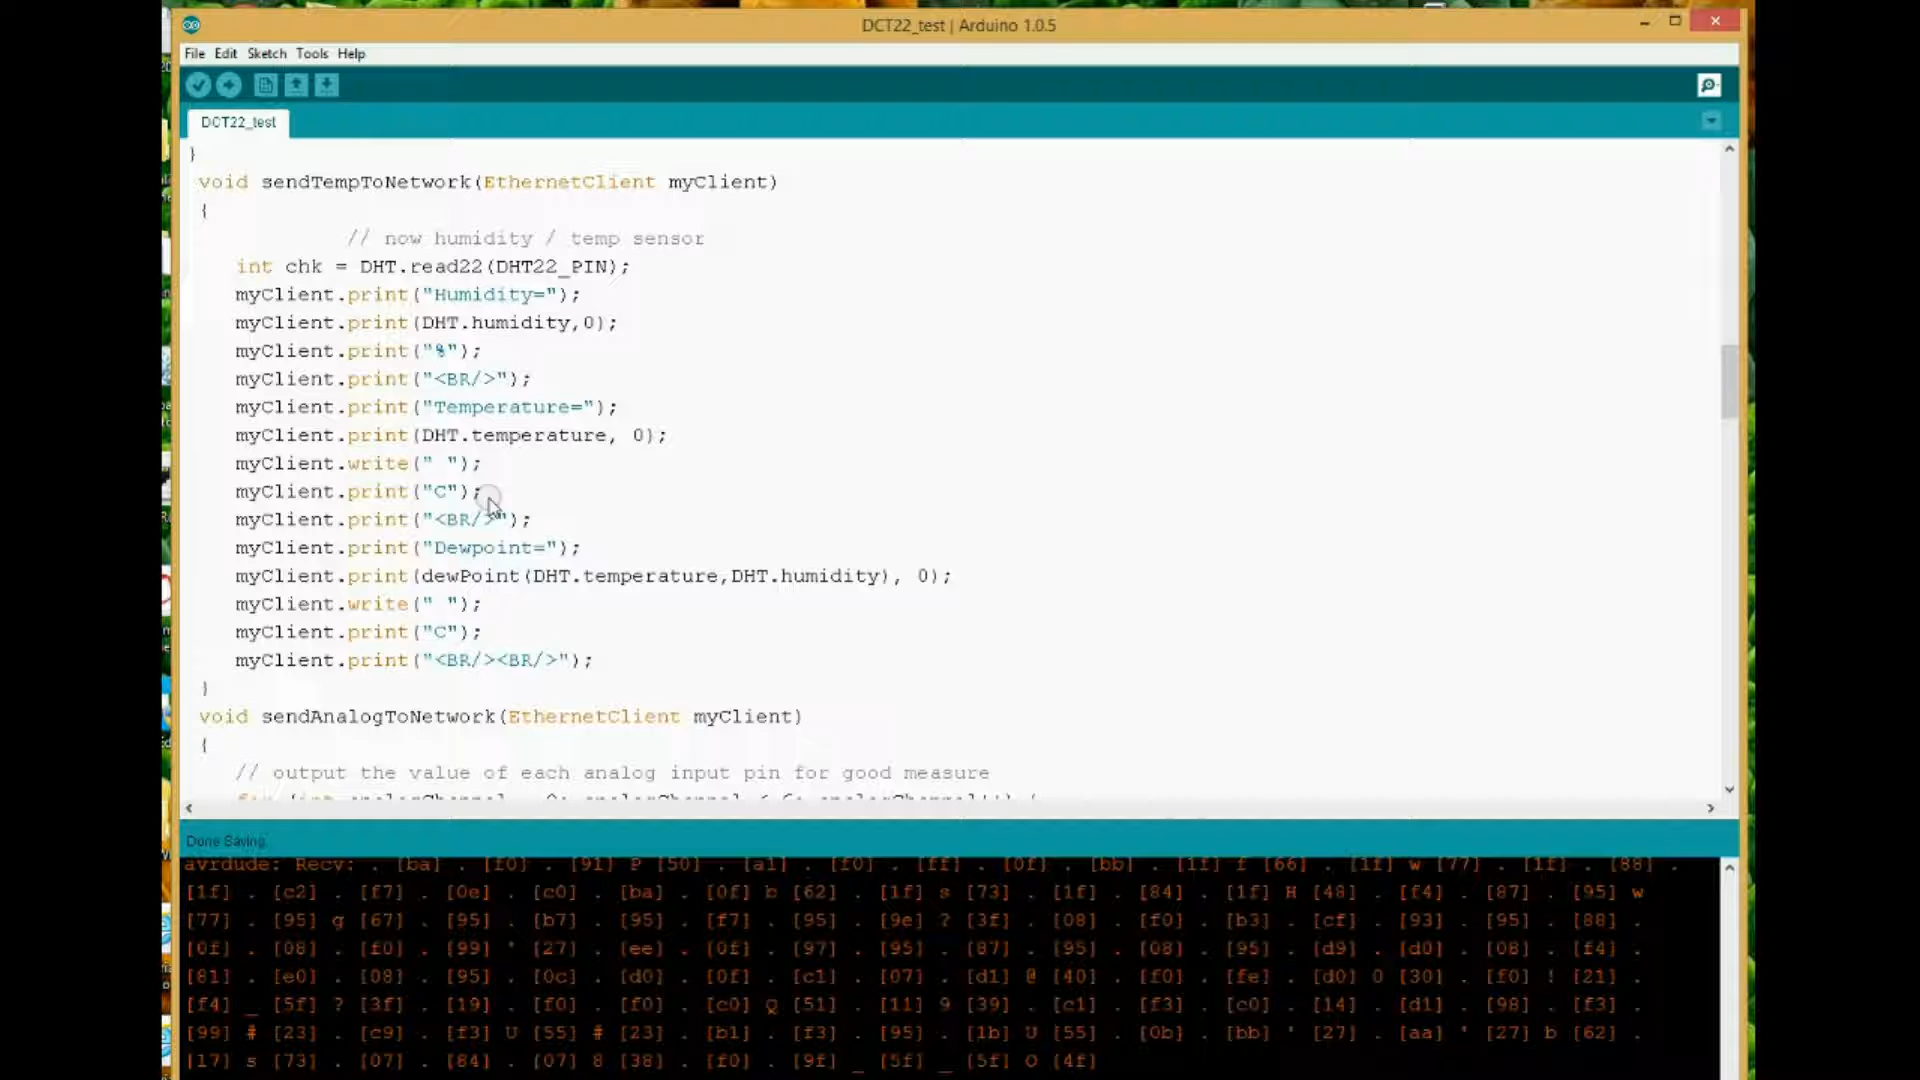 DCT22_test | Arduino 1.0.5
File Edit Sketch Tools Help
DCT22_test
}
void sendTempToNetwork(EthernetClient myClient)
{
// now humidity / temp sensor
int chk = DHT.read22(DHT22_PIN);
myClient.print("Humidity=");
myClient.print(DHT.humidity,0);
myClient.print("%");
myClient.print("<BR/>");
myClient.print("Temperature=");
myClient.print(DHT.temperature, 0);
myClient.write(" ");
myClient.print("C");
myClient.print("<BR/>");
myClient.print("Dewpoint=");
myClient.print(dewPoint(DHT.temperature,DHT.humidity), 0);
myClient.write(" ");
myClient.print("C");
myClient.print("<BR/><BR/>");
}
void sendAnalogToNetwork(EthernetClient myClient)
{
// output the value of each analog input pin for good measure
Done Saving.
avrdude: Recv: . [ba] . [f0] . [91] P [50] . [a1] . [f0] . [ff] . [0f] . [bb] . [1f] f [66] . [1f] w [77] . [1f] . [88] .
[1f] . [c2] . [f7] . [0e] . [c0] . [ba] . [0f] b [62] . [1f] s [73] . [1f] . [84] . [1f] H [48] . [f4] . [87] . [95] w
[77] . [95] g [67] . [95] . [b7] . [95] . [f7] . [95] . [9e] ? [3f] . [08] . [f0] . [b3] . [cf] . [93] . [95] . [88] .
[0f] . [08] . [f0] . [99] ' [27] . [ee] . [0f] . [97] . [95] . [87] . [95] . [08] . [95] . [d9] . [d0] . [08] . [f4] .
[81] . [e0] . [08] . [95] . [0c] . [d0] . [0f] . [c1] . [07] . [d1] @ [40] . [f0] . [fe] . [d0] 0 [30] . [f0] ! [21] .
[f4] _ [5f] ? [3f] . [19] . [f0] . [f0] . [c0] Q [51] . [11] 9 [39] . [c1] . [f3] . [c0] . [14] . [d1] . [98] . [f3] .
[99] # [23] . [c9] . [f3] U [55] # [23] . [b1] . [f3] . [95] . [1b] U [55] . [0b] . [bb] ' [27] . [aa] ' [27] b [62] .
[17] s [73] . [07] . [84] . [07] 8 [38] . [f0] . [9f] _ [5f] _ [5f] O [4f]